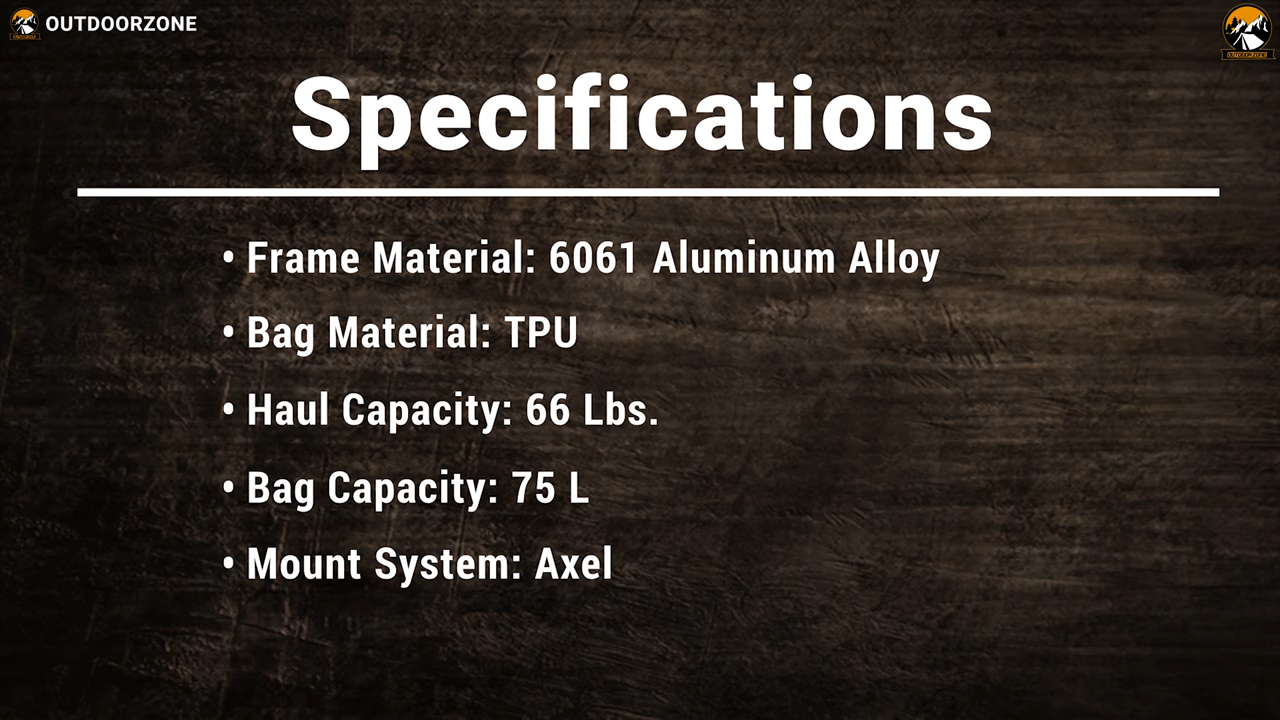 OUTDOORZONE
Specifications
• Frame Material: 6061 Aluminum Alloy
• Bag Material: TPU
• Haul Capacity: 66 Lbs.
• Bag Capacity: 75 L
• Mount System: Axel
OUTDOORZONE